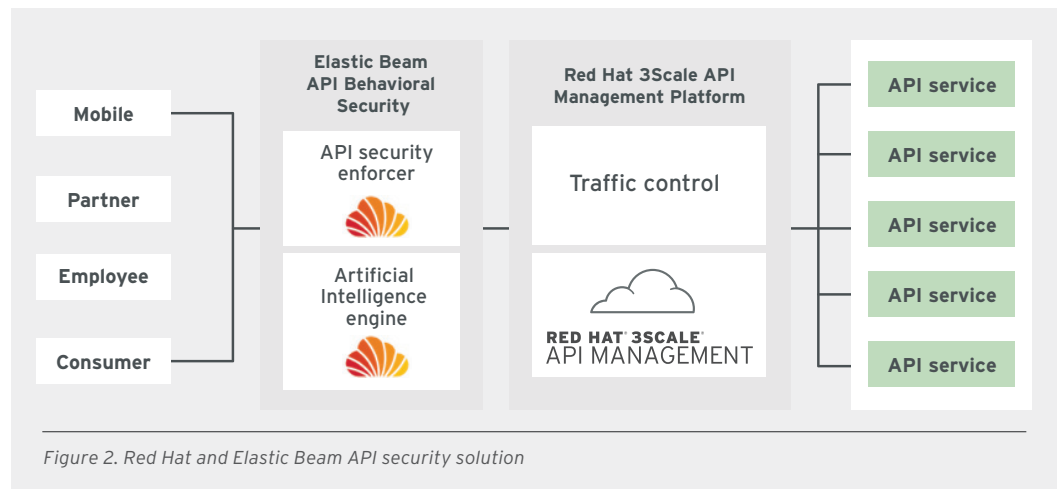 Mobile
Partner
Employee
Consumer
Elastic Beam
API Behavioral
Security
API security
enforcer
Artificial
Intelligence
engine
Red Hat 3Scale API
Management Platform
Traffic control
RED HAT® 3SCALE®
API MANAGEMENT
API service
API service
API service
API service
API service
Figure 2. Red Hat and Elastic Beam API security solution